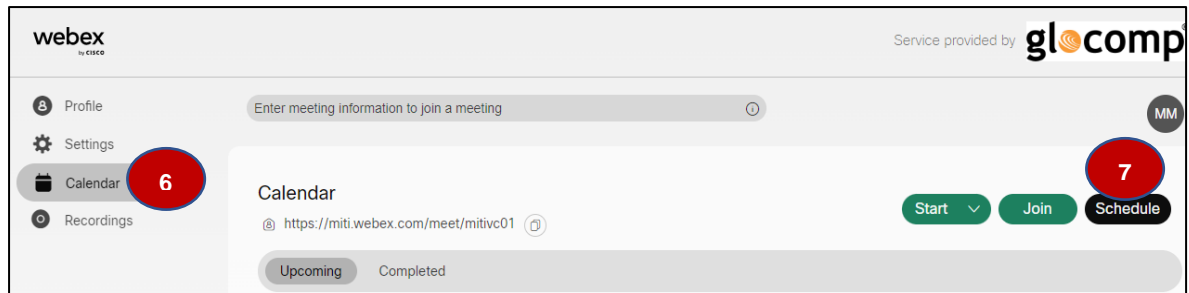 webex
by CISCO
Service provided by glocomp
Profile
Enter meeting information to join a meeting
MM
Settings
Calendar
6
7
Recordings
Calendar
Start
Join
Schedule
https://miti.webex.com/meet/mitivc01
Upcoming
Completed